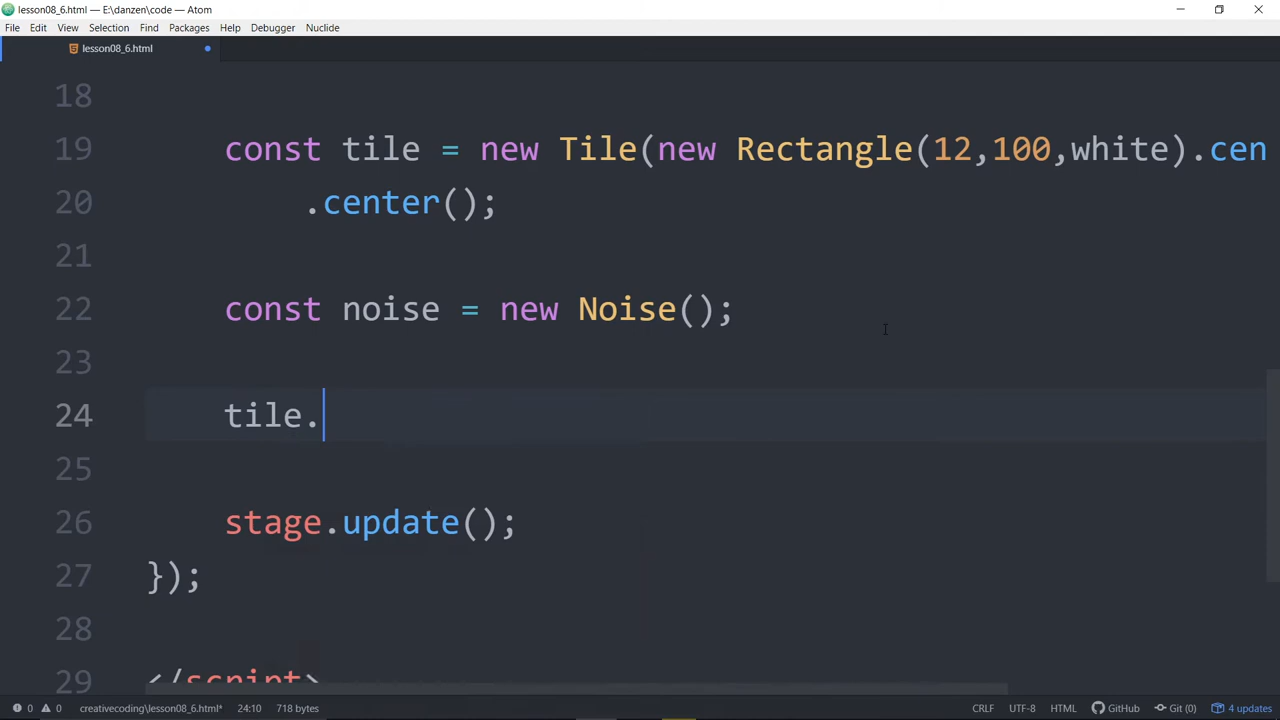 lesson08_6.html — E:\danzen\code — Atom
File Edit View Selection Find Packages Help Debugger Nuclide
lesson08_6.html
18
19 const tile = new Tile(new Rectangle(12,100,white).cen
20 .center();
21
22 const noise = new Noise();
23
24 tile.
25
26 stage.update();
27 });
28
29 </script>
0 0 creativecoding\lesson08_6.html* 24:10 718 bytes CRLF UTF-8 HTML GitHub Git (0) 4 updates